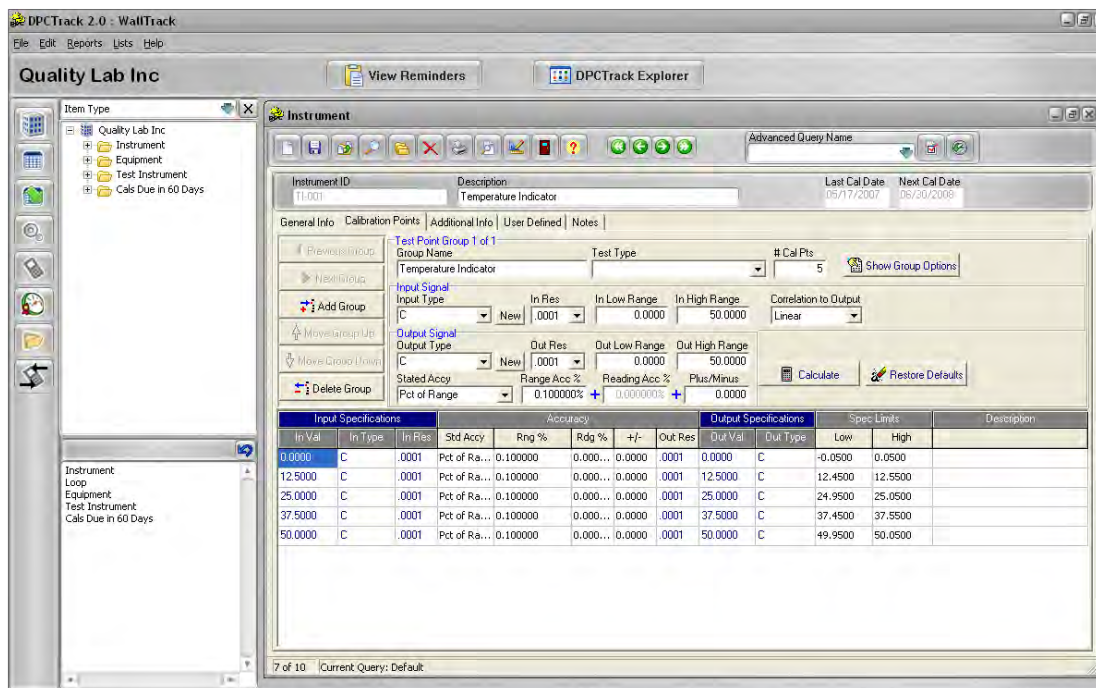 DPCTrack 2.0 : WallTrack
File Edit Reports Lists Help
Quality Lab Inc
View Reminders
DPCTrack Explorer
Item Type
Quality Lab Inc
Instrument
Equipment
Test Instrument
Cals Due in 60 Days
Instrument
Loop
Equipment
Test Instrument
Cals Due in 60 Days
Instrument
Advanced Query Name
Instrument ID Description Last Cal Date Next Cal Date
TI-001 Temperature Indicator 05/17/2007 06/30/2008
General Info Calibration Points Additional Info User Defined Notes
Previous Group
Next Group
Add Group
Move Group Up
Move Group Down
Delete Group
Test Point Group 1 of 1
Group Name Test Type # Cal Pts
Temperature Indicator 5 Show Group Options
Input Signal
Input Type In Res In Low Range In High Range Correlation to Output
C New .0001 0.0000 50.0000 Linear
Output Signal
Output Type Out Res Out Low Range Out High Range
C New .0001 0.0000 50.0000
Calculate Restore Defaults
Stated Accy Range Acc % Reading Acc % Plus/Minus
Pct of Range 0.100000% + 0.000000% + 0.0000
Input Specifications Accuracy Output Specifications Spec Limits Description
In Val In Type In Res Std Accy Rng % Rdg % +/- Out Res Out Val Out Type Low High
0.0000 C .0001 Pct of Ra... 0.100000 0.000... 0.0000 .0001 0.0000 C -0.0500 0.0500
12.5000 C .0001 Pct of Ra... 0.100000 0.000... 0.0000 .0001 12.5000 C 12.4500 12.5500
25.0000 C .0001 Pct of Ra... 0.100000 0.000... 0.0000 .0001 25.0000 C 24.9500 25.0500
37.5000 C .0001 Pct of Ra... 0.100000 0.000... 0.0000 .0001 37.5000 C 37.4500 37.5500
50.0000 C .0001 Pct of Ra... 0.100000 0.000... 0.0000 .0001 50.0000 C 49.9500 50.0500
7 of 10 Current Query: Default